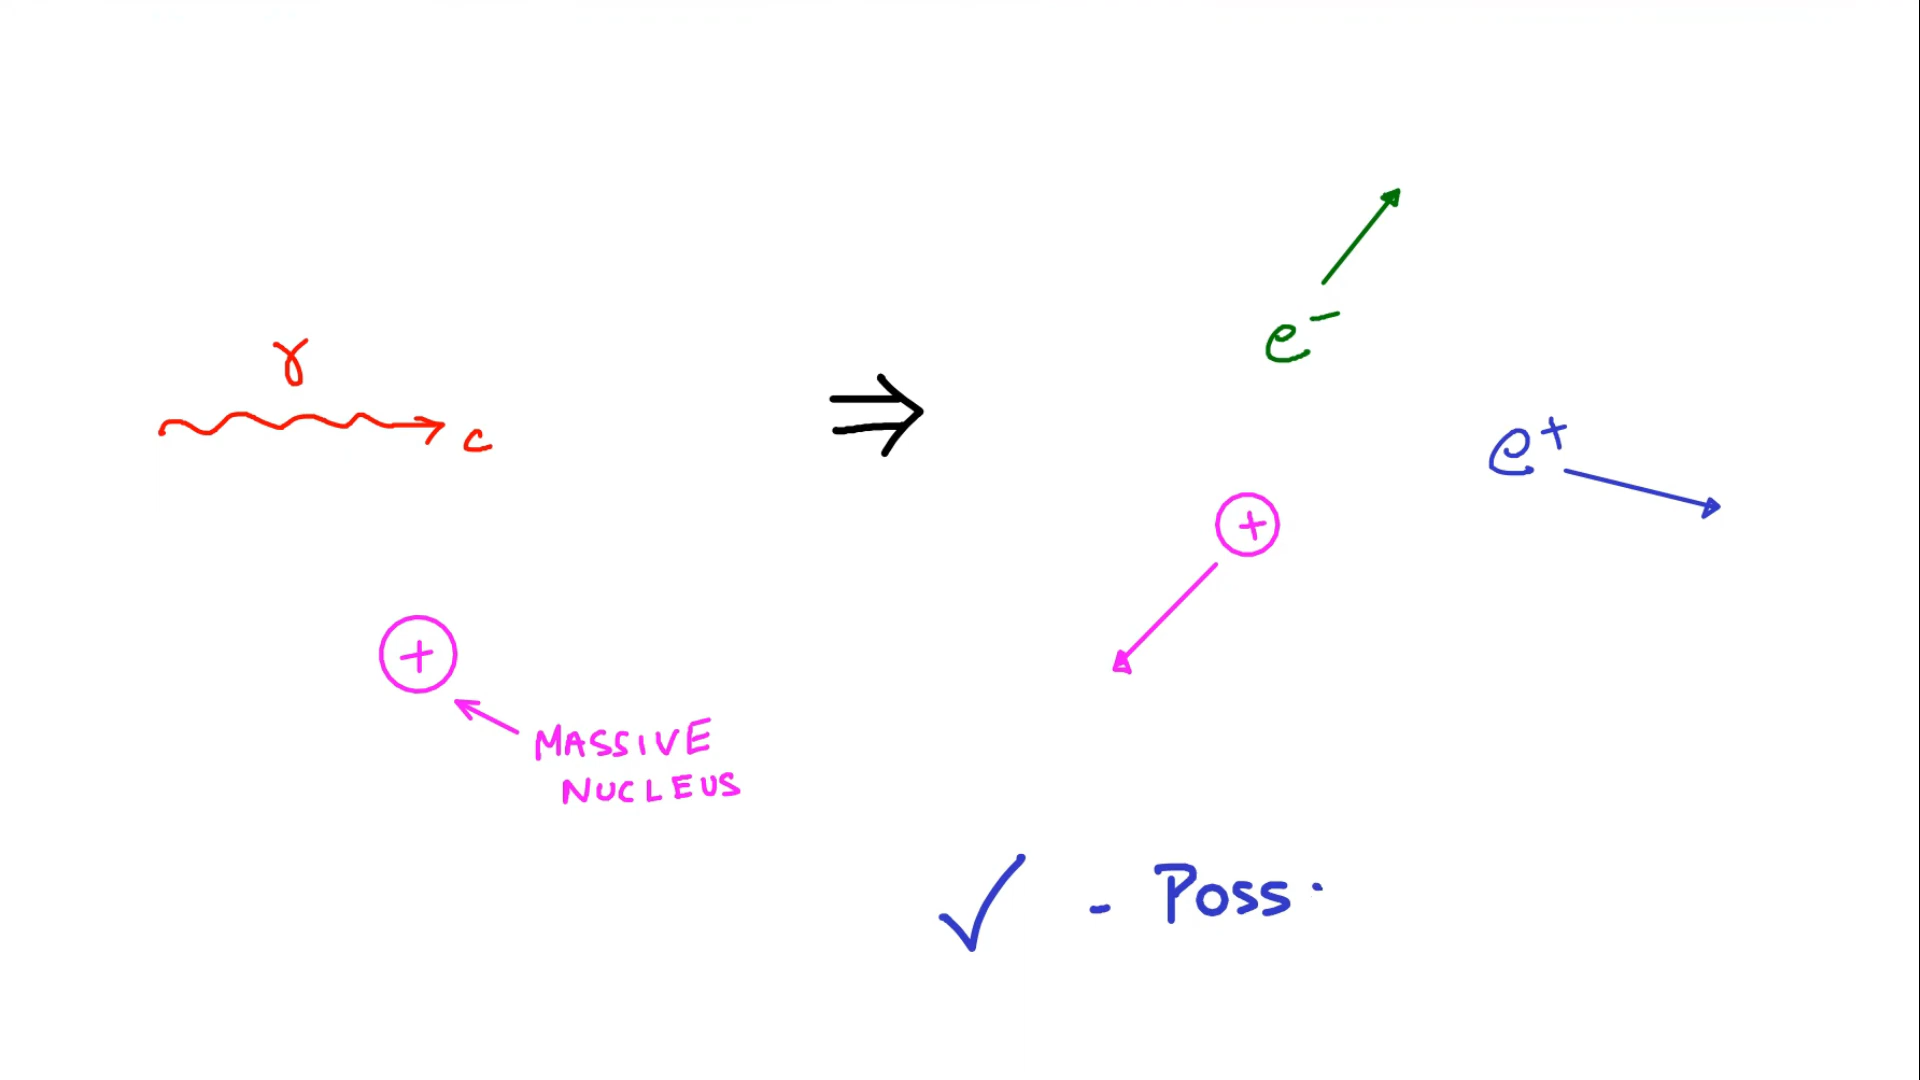 γ
c
+
MASSIVE
NUCLEUS
⇒
e⁻
e⁺
+
✓ - Poss